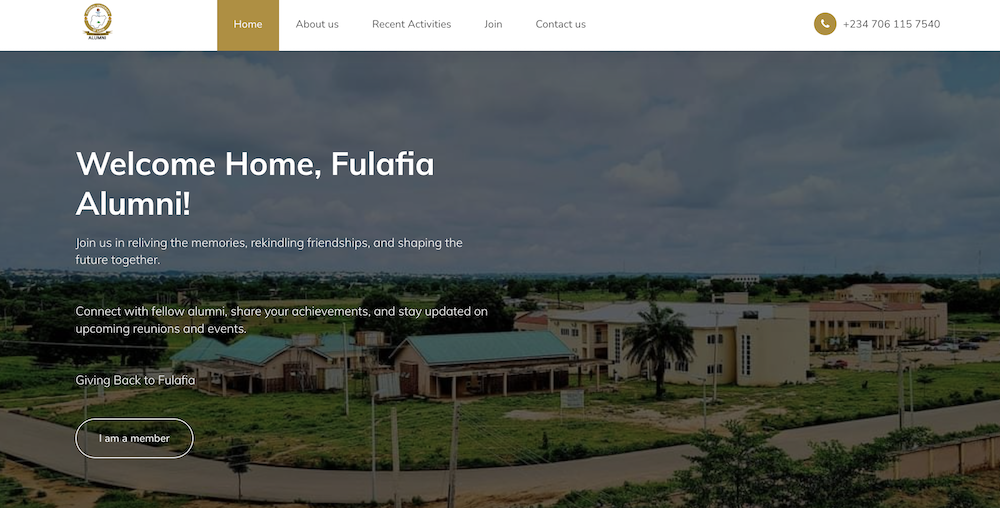 ALUMNI
Home
About us
Recent Activities
Join
Contact us
+234 706 115 7540
Welcome Home, Fulafia
Alumni!
Join us in reliving the memories, rekindling friendships, and shaping the
future together.
Connect with fellow alumni, share your achievements, and stay updated on
upcoming reunions and events.
Giving Back to Fulafia
I am a member